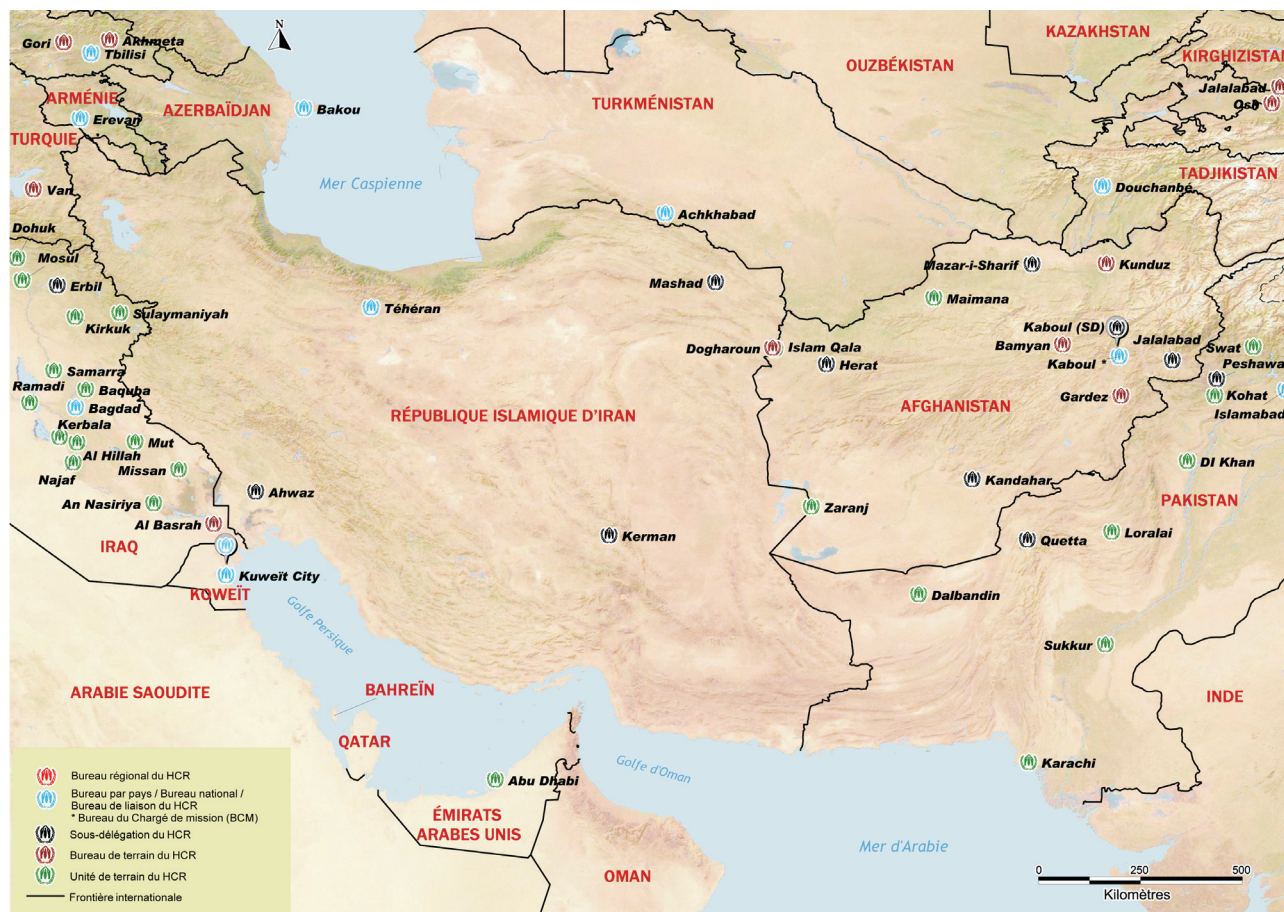 N
KAZAKHSTAN
Gori
Akhmeta
Tbilisi
OUZBÉKISTAN
KIRGHIZISTAN
ARMÉNIE
AZERBAÏDJAN
Bakou
TURKMÉNISTAN
Jalalabad
Osh
Erevan
TURQUIE
Mer Caspienne
TADJIKISTAN
Van
Douchanbé
Achkhabad
Dohuk
Mosul
Erbil
Mashad
Mazar-i-Sharif
Kunduz
Téhéran
Maimana
Sulaymaniyah
Kirkuk
Kaboul (SD)
Jalalabad
Dogharoun
Islam Qala
Bamyan
Swat
Herat
Kaboul *
Peshawa
Samarra
Ramadi
Baquba
Gardez
Kohat
Bagdad
RÉPUBLIQUE ISLAMIQUE D'IRAN
AFGHANISTAN
Islamabad
Kerbala
Mut
Al Hillah
Missan
Najaf
DI Khan
Ahwaz
Kandahar
An Nasiriya
Zaranj
PAKISTAN
Al Basrah
Kerman
Quetta
Loralai
IRAQ
Kuweït City
KOWEÏT
Dalbandin
Golfe Persique
Sukkur
ARABIE SAOUDITE
BAHREÏN
INDE
QATAR
Golfe d'Oman
Karachi
Abu Dhabi
ÉMIRATS
ARABES UNIS
Mer d'Arabie
OMAN
Bureau régional du HCR
Bureau par pays / Bureau national /
Bureau de liaison du HCR
* Bureau du Chargé de mission (BCM)
Sous-délégation du HCR
Bureau de terrain du HCR
Unité de terrain du HCR
Frontière internationale
0 250 500
Kilomètres